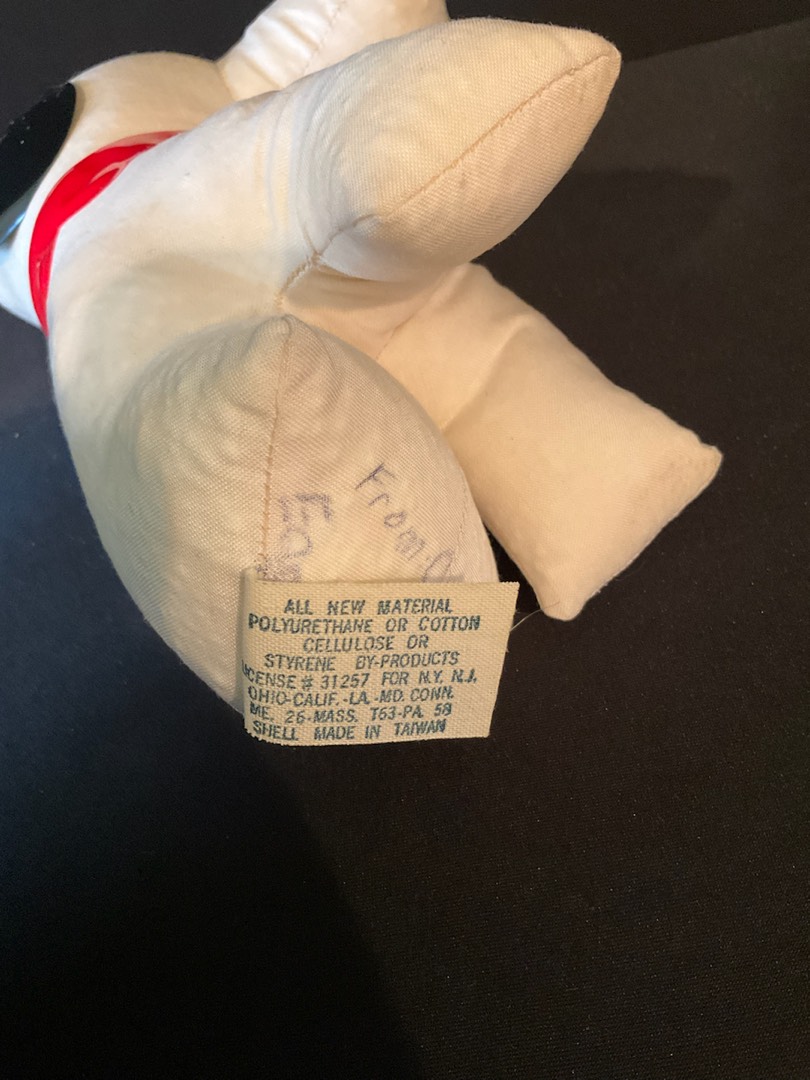 From
ALL NEW MATERIAL
POLYURETHANE OR COTTON
CELLULOSE OR
STYRENE BY-PRODUCTS
LICENSE # 31257 FOR N.Y. N.J.
OHIO-CALIF.-LA.-MD. CONN.
ME. 26-MASS. T63-PA. 58
SHELL MADE IN TAIWAN